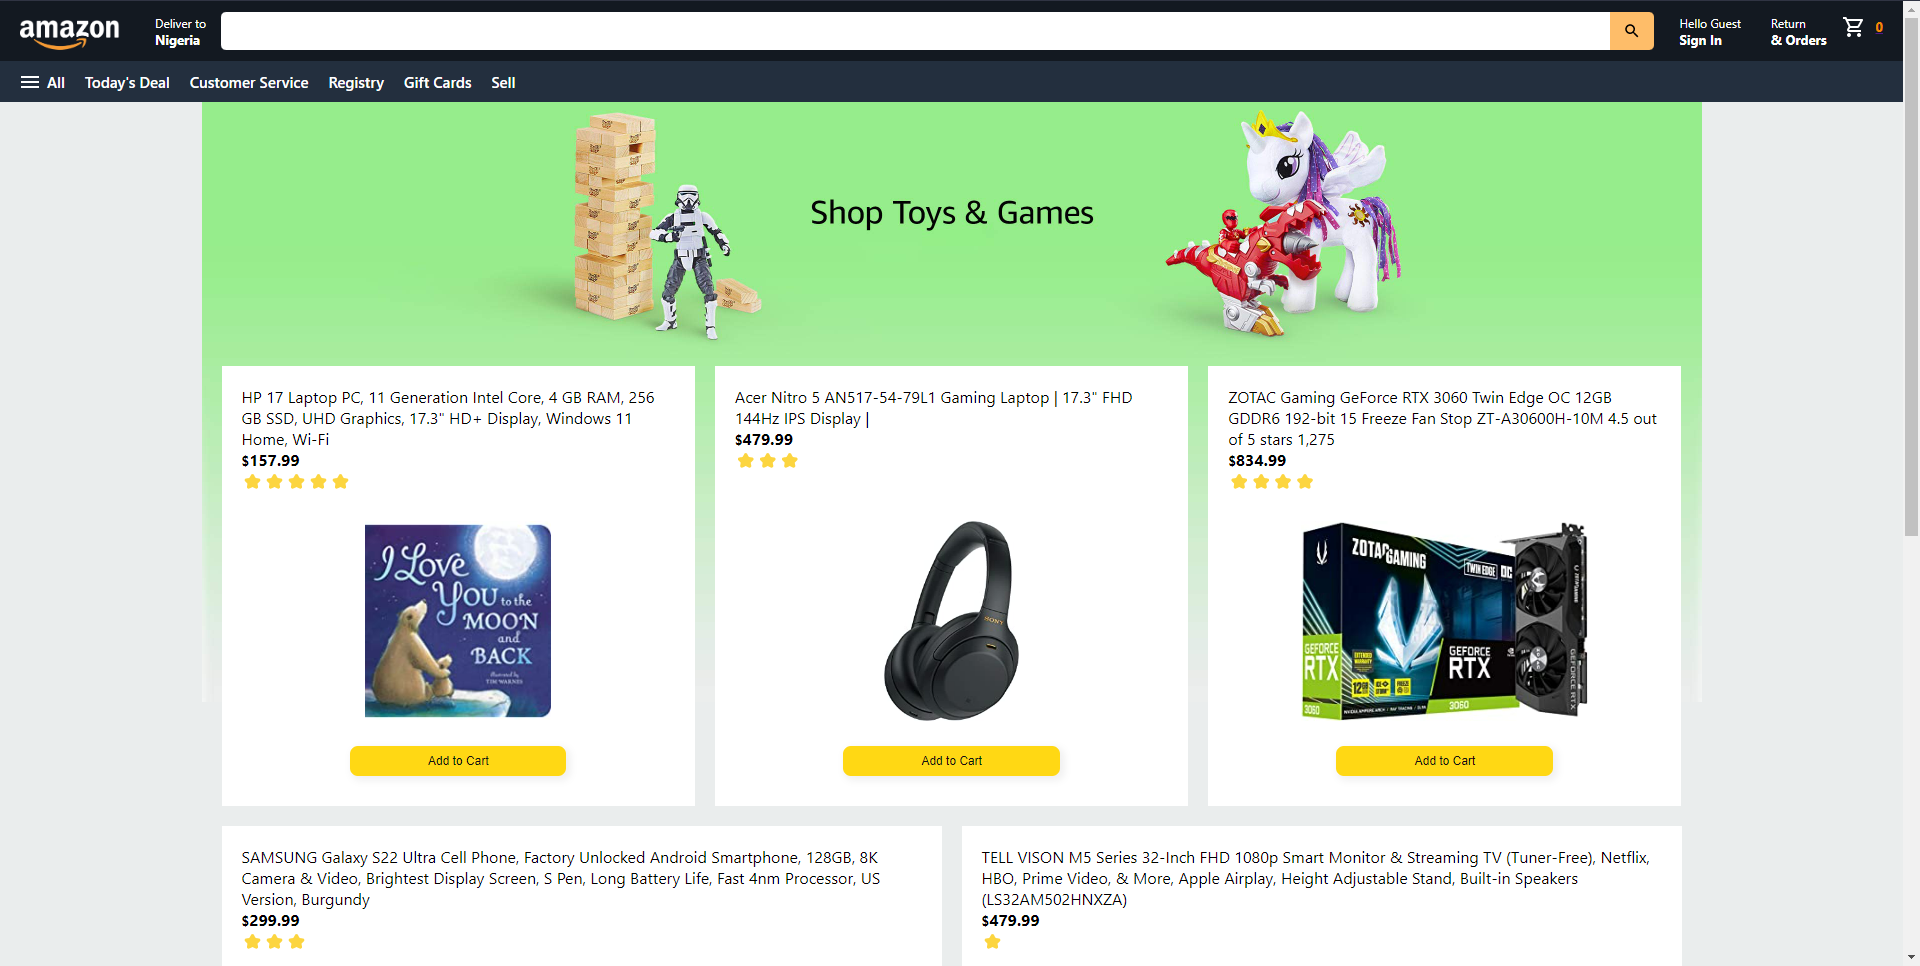 amazon
Deliver to
Nigeria
Hello Guest
Sign In
Return
& Orders
0
All
Today's Deal
Customer Service
Registry
Gift Cards
Sell
Shop Toys & Games
HP 17 Laptop PC, 11 Generation Intel Core, 4 GB RAM, 256
GB SSD, UHD Graphics, 17.3" HD+ Display, Windows 11
Home, Wi-Fi
$157.99
I Love
You to the
MOON
and
BACK
illustrated by
TIM WARNES
Add to Cart
Acer Nitro 5 AN517-54-79L1 Gaming Laptop | 17.3" FHD
144Hz IPS Display |
$479.99
SONY
Add to Cart
ZOTAC Gaming GeForce RTX 3060 Twin Edge OC 12GB
GDDR6 192-bit 15 Freeze Fan Stop ZT-A30600H-10M 4.5 out
of 5 stars 1,275
$834.99
ZOTAC GAMING
TWIN EDGE OC
GEFORCE
RTX
GEFORCE
RTX
EXTENDED
WARRANTY
12GB
3060
3060
GEFORCE RTX
Add to Cart
SAMSUNG Galaxy S22 Ultra Cell Phone, Factory Unlocked Android Smartphone, 128GB, 8K
Camera & Video, Brightest Display Screen, S Pen, Long Battery Life, Fast 4nm Processor, US
Version, Burgundy
$299.99
TELL VISON M5 Series 32-Inch FHD 1080p Smart Monitor & Streaming TV (Tuner-Free), Netflix,
HBO, Prime Video, & More, Apple Airplay, Height Adjustable Stand, Built-in Speakers
(LS32AM502HNXZA)
$479.99